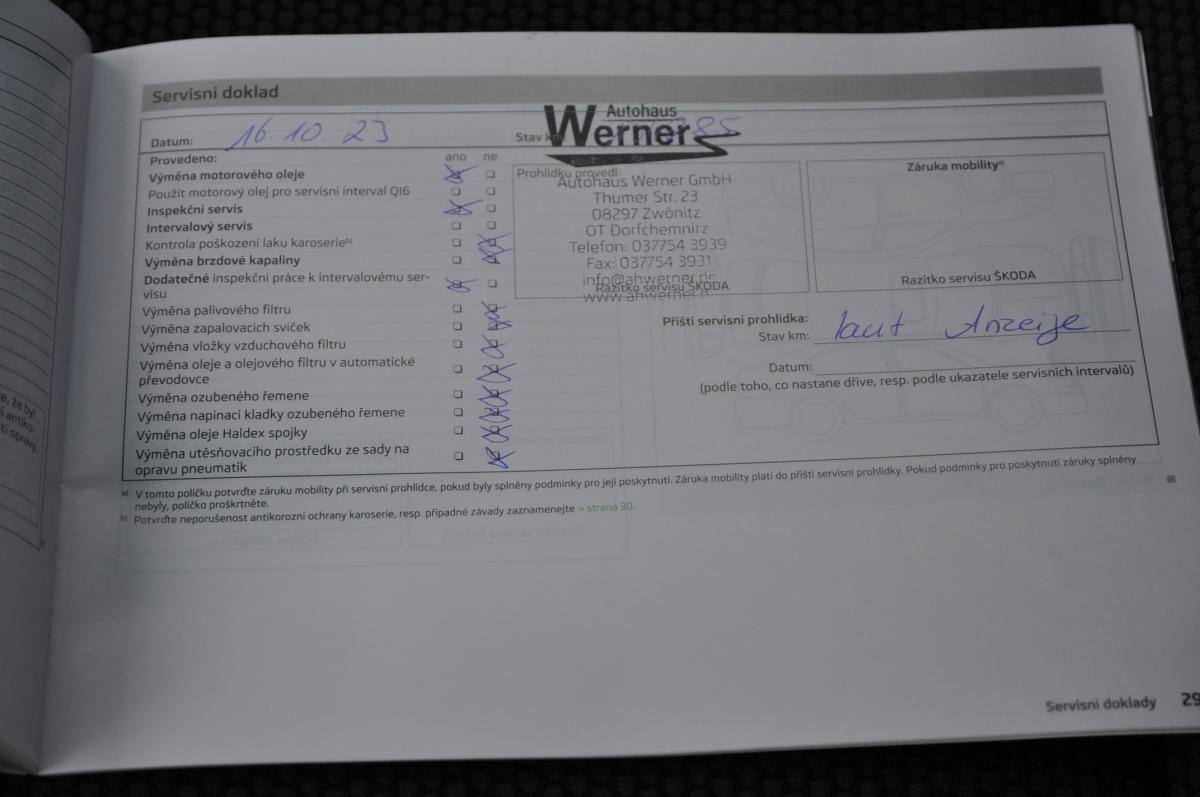 Servisní doklad
Datum: 16.10.23
Stav km:
Autohaus
Werner
Provedeno: ano ne
Výměna motorového oleje
Použit motorový olej pro servisní interval QI6
Inspekční servis
Intervalový servis
Kontrola poškození laku karoserie b)
Výměna brzdové kapaliny
Dodatečné inspekční práce k intervalovému ser-
visu
Výměna palivového filtru
Výměna zapalovacích svíček
Výměna vložky vzduchového filtru
Výměna oleje a olejového filtru v automatické
převodovce
Výměna ozubeného řemene
Výměna napínací kladky ozubeného řemene
Výměna oleje Haldex spojky
Výměna utěsňovacího prostředku ze sady na
opravu pneumatik
Prohlídku provedl:
Autohaus Werner GmbH
Thumer Str. 23
08297 Zwönitz
OT Dorfchemnitz
Telefon: 037754 3939
Fax: 037754 3931
info@ahwerner.de
Razítko servisu ŠKODA
Záruka mobility a)
Razítko servisu ŠKODA
Příští servisní prohlídka:
Stav km: laut Anzeige
Datum:
(podle toho, co nastane dříve, resp. podle ukazatele servisních intervalů)
a) V tomto políčku potvrďte záruku mobility při servisní prohlídce, pokud byly splněny podmínky pro její poskytnutí. Záruka mobility platí do příští servisní prohlídky. Pokud podmínky pro poskytnutí záruky splněny
nebyly, políčko proškrtněte.
b) Potvrďte neporušenost antikorozní ochrany karoserie, resp. případné závady zaznamenejte » strana 30.
Servisní doklady 29